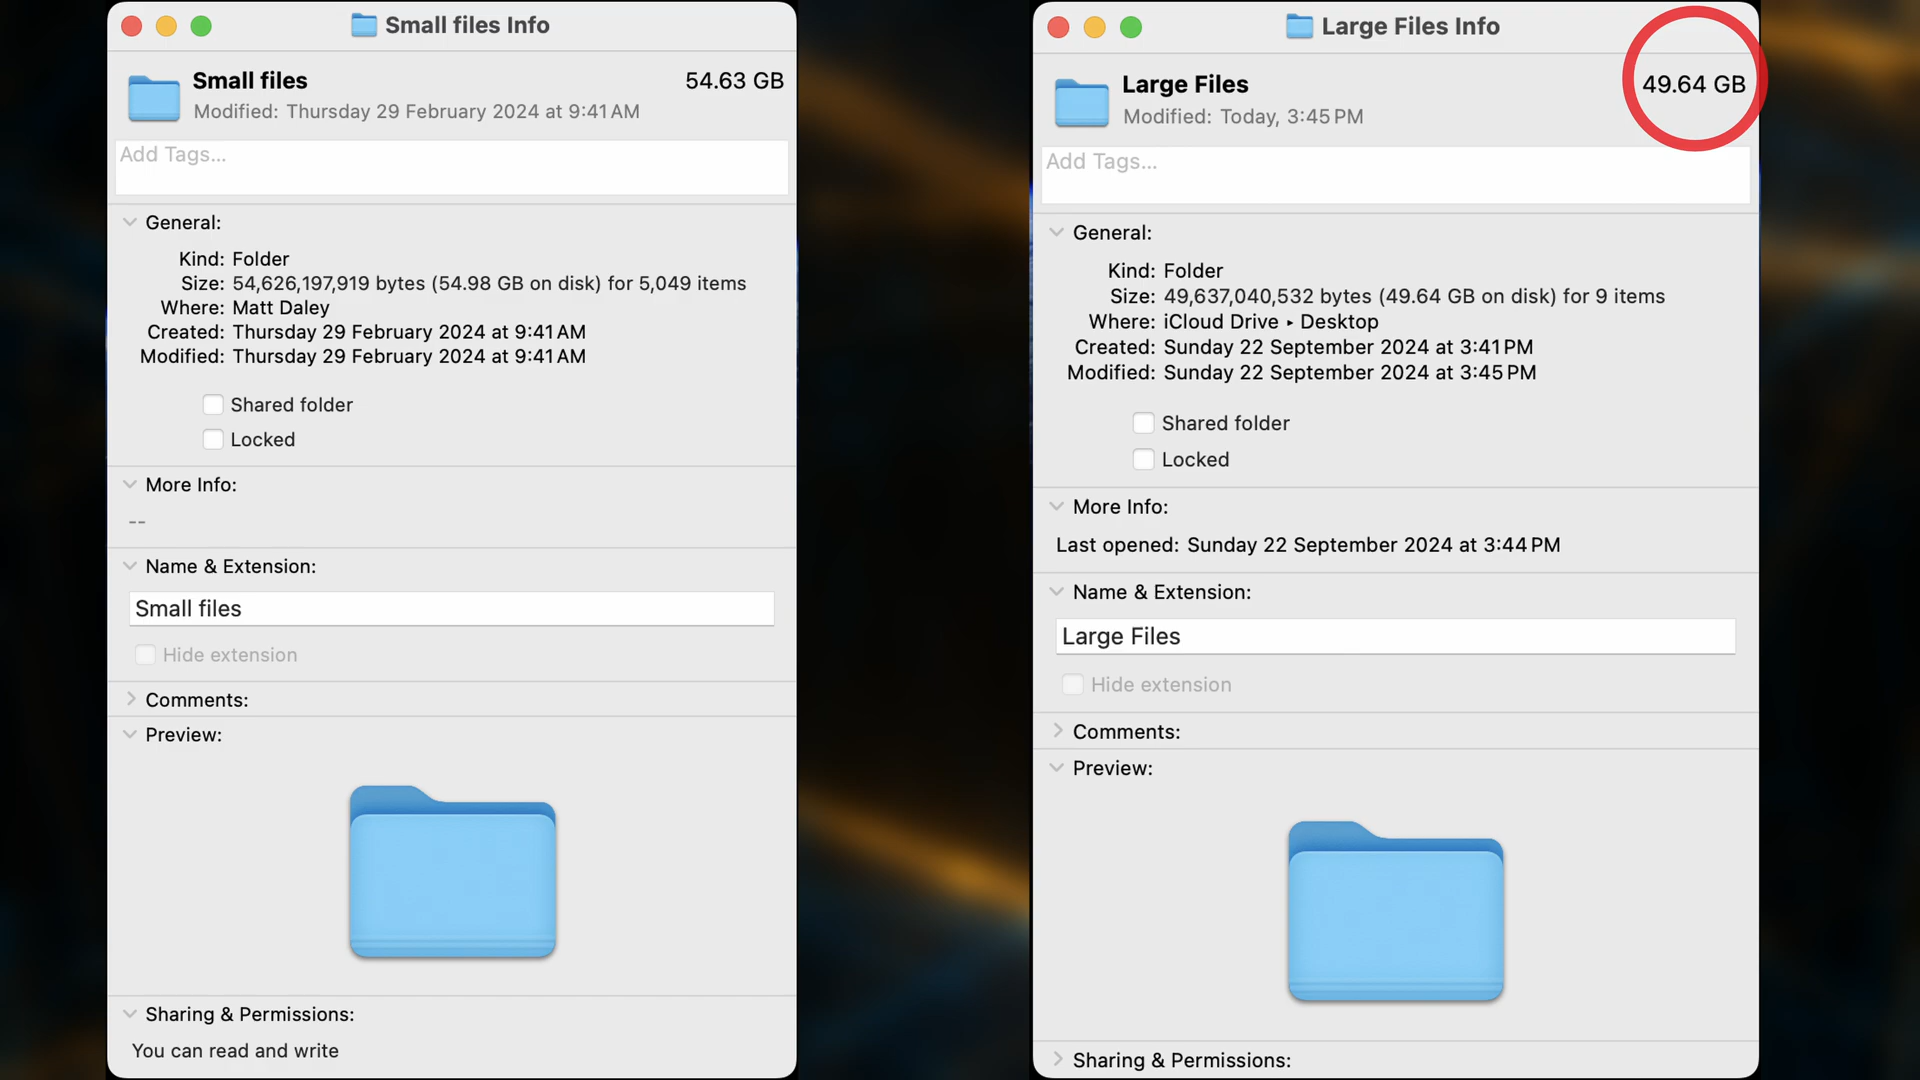 Small files Info
Small files
54.63 GB
Modified: Thursday 29 February 2024 at 9:41 AM
Add Tags...
General:
Kind: Folder
Size: 54,626,197,919 bytes (54.98 GB on disk) for 5,049 items
Where: Matt Daley
Created: Thursday 29 February 2024 at 9:41 AM
Modified: Thursday 29 February 2024 at 9:41 AM
Shared folder
Locked
More Info:
--
Name & Extension:
Small files
Hide extension
Comments:
Preview:
Sharing & Permissions:
You can read and write
Large Files Info
Large Files
49.64 GB
Modified: Today, 3:45 PM
Add Tags...
General:
Kind: Folder
Size: 49,637,040,532 bytes (49.64 GB on disk) for 9 items
Where: iCloud Drive ▸ Desktop
Created: Sunday 22 September 2024 at 3:41 PM
Modified: Sunday 22 September 2024 at 3:45 PM
Shared folder
Locked
More Info:
Last opened: Sunday 22 September 2024 at 3:44 PM
Name & Extension:
Large Files
Hide extension
Comments:
Preview:
Sharing & Permissions: